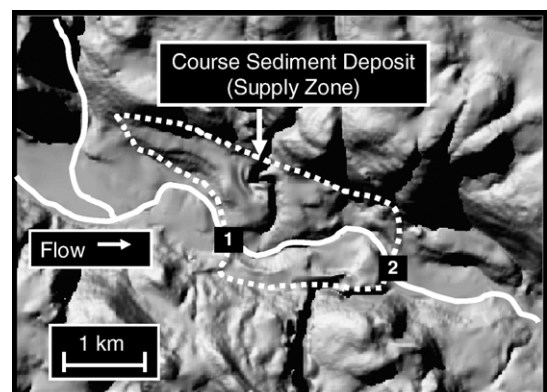 Course Sediment Deposit
(Supply Zone)
1
Flow
2
1 km